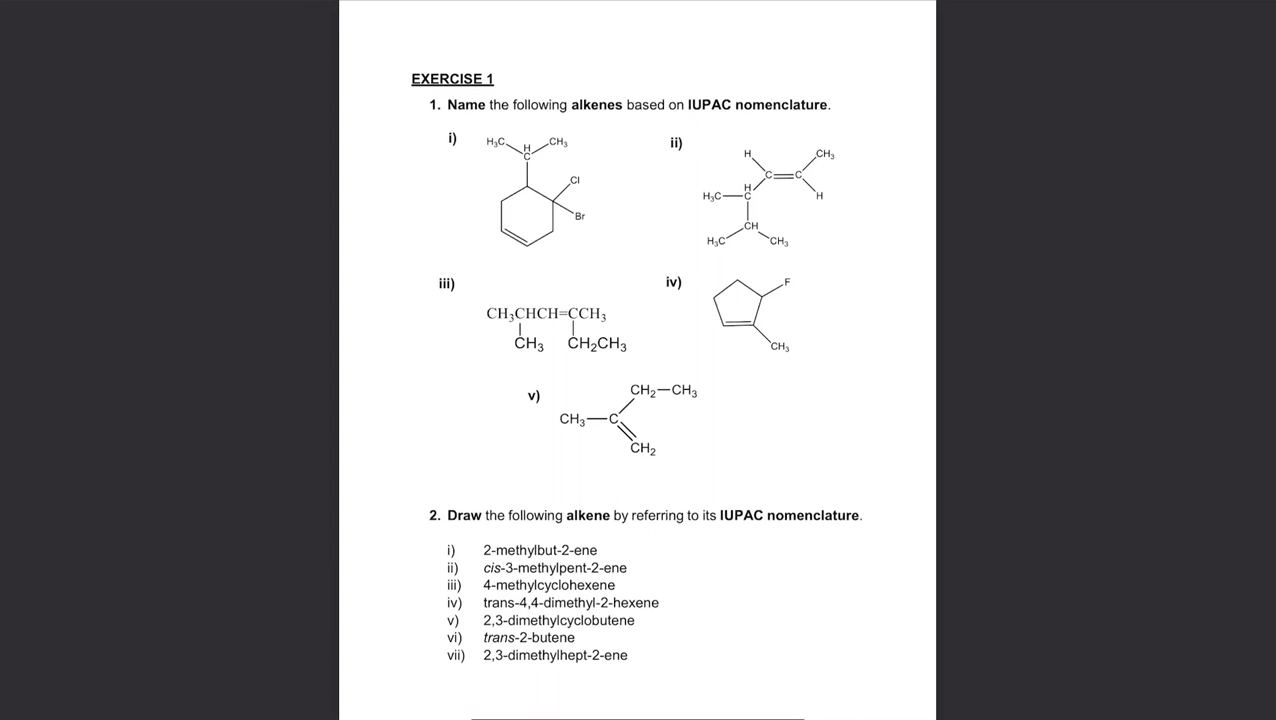 EXERCISE 1
1. Name the following alkenes based on IUPAC nomenclature.
i)
H₃C
H
C
CH₃
Cl
Br
ii)
H
CH₃
C=C
H₃C—C
H
H
CH
H₃C
CH₃
iii)
CH₃CHCH=CCH₃
CH₃ CH₂CH₃
iv)
F
CH₃
v)
CH₂—CH₃
CH₃—C
CH₂
2. Draw the following alkene by referring to its IUPAC nomenclature.
i) 2-methylbut-2-ene
ii) cis-3-methylpent-2-ene
iii) 4-methylcyclohexene
iv) trans-4,4-dimethyl-2-hexene
v) 2,3-dimethylcyclobutene
vi) trans-2-butene
vii) 2,3-dimethylhept-2-ene